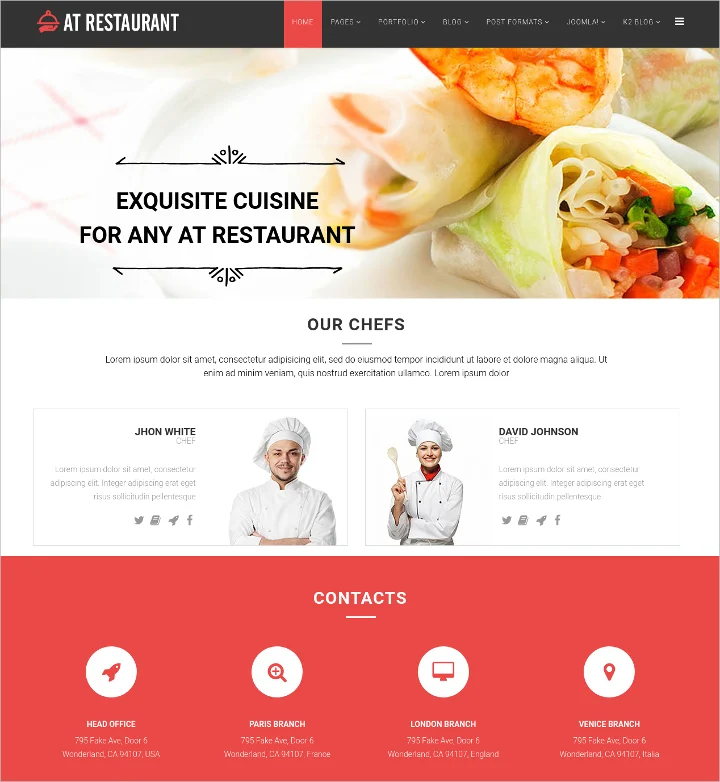 AT RESTAURANT
HOME PAGES PORTFOLIO BLOG POST FORMATS JOOMLA! K2 BLOG
EXQUISITE CUISINE
FOR ANY AT RESTAURANT
OUR CHEFS
Lorem ipsum dolor sit amet, consectetur adipisicing elit, sed do eiusmod tempor incididunt ut labore et dolore magna aliqua. Ut
enim ad minim veniam, quis nostrud exercitation ullamco. Lorem ipsum dolor
JHON WHITE
CHEF
Lorem ipsum dolor sit amet, consectetur
adipiscing elit. Integer adipiscing erat eget
risus sollicitudin pellentesque
DAVID JOHNSON
CHEF
Lorem ipsum dolor sit amet, consectetur
adipiscing elit. Integer adipiscing erat eget
risus sollicitudin pellentesque
CONTACTS
HEAD OFFICE
795 Fake Ave, Door 6
Wonderland, CA 94107, USA
PARIS BRANCH
795 Fake Ave, Door 6
Wonderland, CA 94107, France
LONDON BRANCH
795 Fake Ave, Door 6
Wonderland, CA 94107, England
VENICE BRANCH
795 Fake Ave, Door 6
Wonderland, CA 94107, Italia